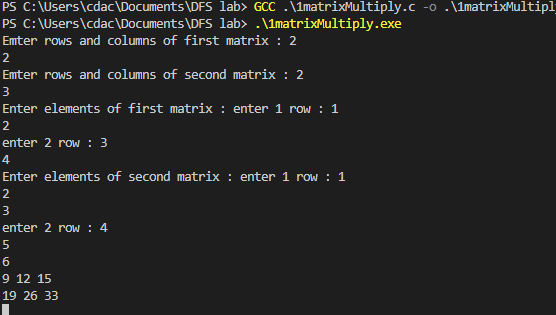 PS C:\Users\cdac\Documents\DFS lab> GCC .\1matrixMultiply.c -o .\1matrixMultiply
PS C:\Users\cdac\Documents\DFS lab> .\1matrixMultiply.exe
Emter rows and columns of first matrix : 2
2
Emter rows and columns of second matrix : 2
3
Enter elements of first matrix : enter 1 row : 1
2
enter 2 row : 3
4
Enter elements of second matrix : enter 1 row : 1
2
3
enter 2 row : 4
5
6
9 12 15
19 26 33